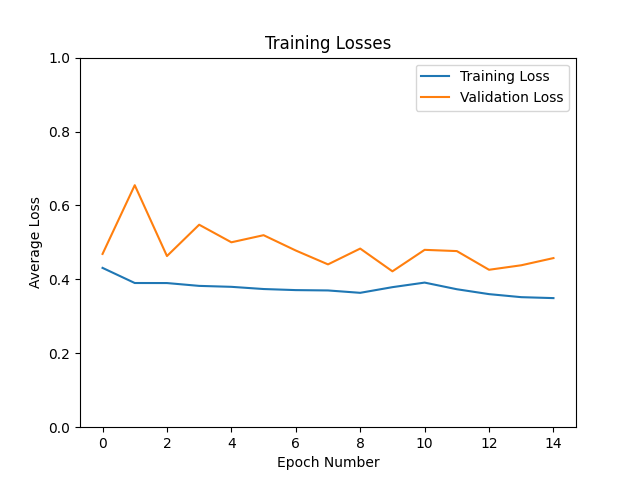 Training Losses
Training Loss
Validation Loss
Average Loss
1.0
0.8
0.6
0.4
0.2
0.0
0 2 4 6 8 10 12 14
Epoch Number